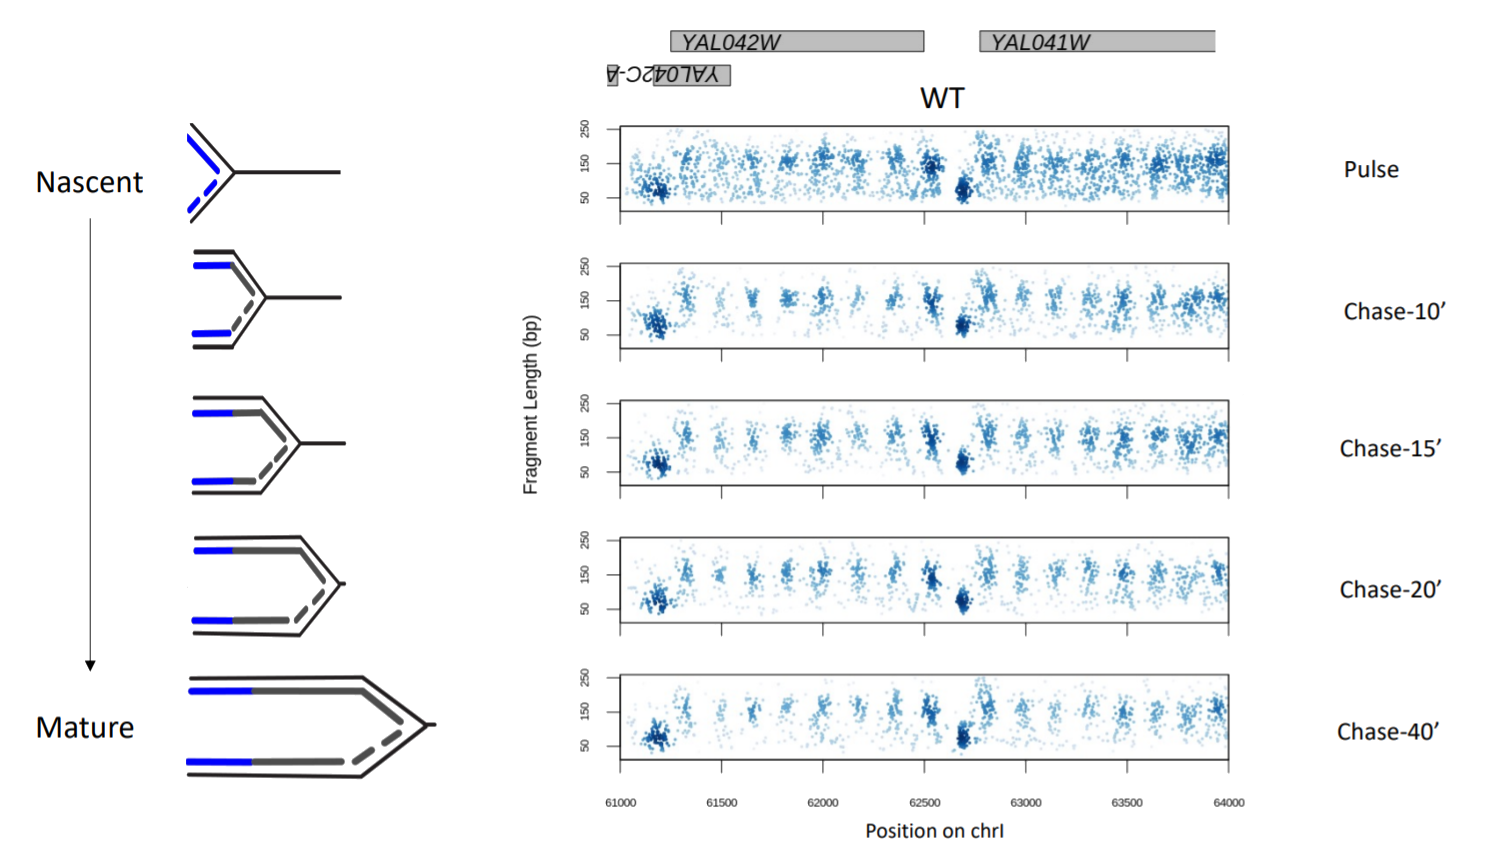 YAL042W
YAL041W
YAL042C-A
WT
Nascent
Mature
Fragment Length (bp)
250
150
50
Pulse
250
150
50
Chase-10’
250
150
50
Chase-15’
250
150
50
Chase-20’
250
150
50
Chase-40’
61000 61500 62000 62500 63000 63500 64000
Position on chrI